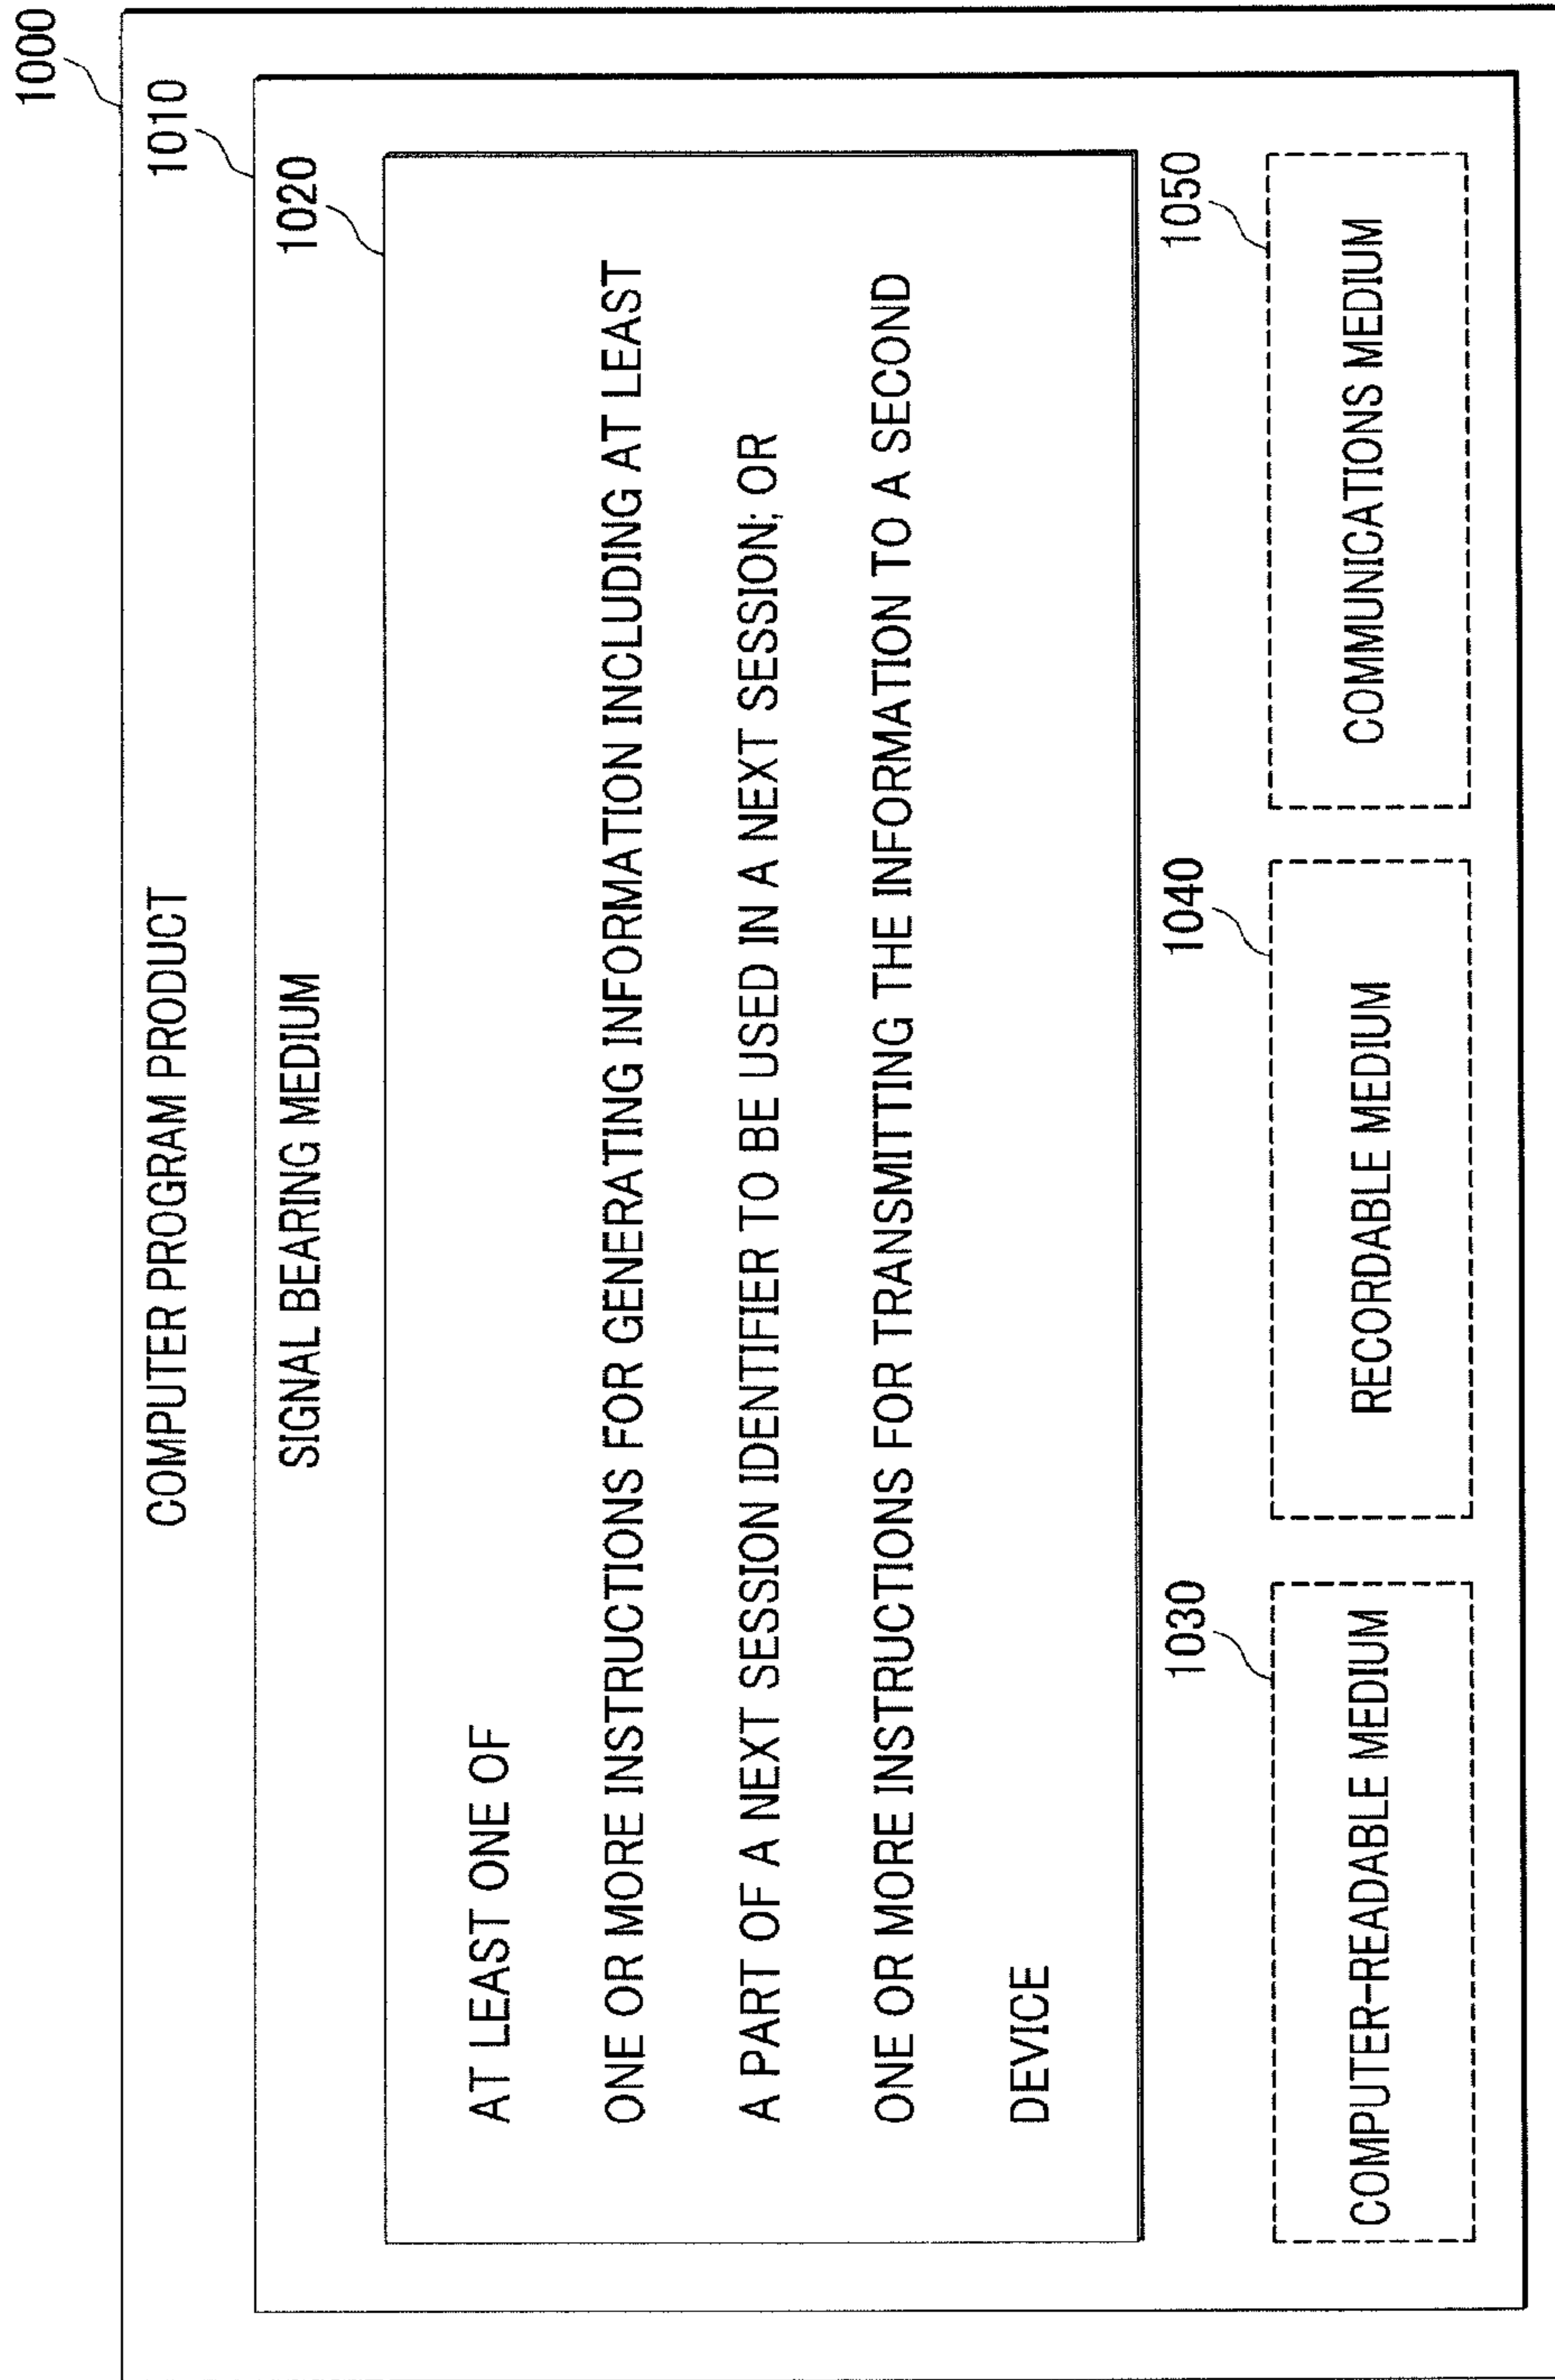 1000
COMPUTER PROGRAM PRODUCT
1010
SIGNAL BEARING MEDIUM
1020
AT LEAST ONE OF
ONE OR MORE INSTRUCTIONS FOR GENERATING INFORMATION INCLUDING AT LEAST
A PART OF A NEXT SESSION IDENTIFIER TO BE USED IN A NEXT SESSION; OR
ONE OR MORE INSTRUCTIONS FOR TRANSMITTING THE INFORMATION TO A SECOND
DEVICE
1030
COMPUTER-READABLE MEDIUM
1040
RECORDABLE MEDIUM
1050
COMMUNICATIONS MEDIUM